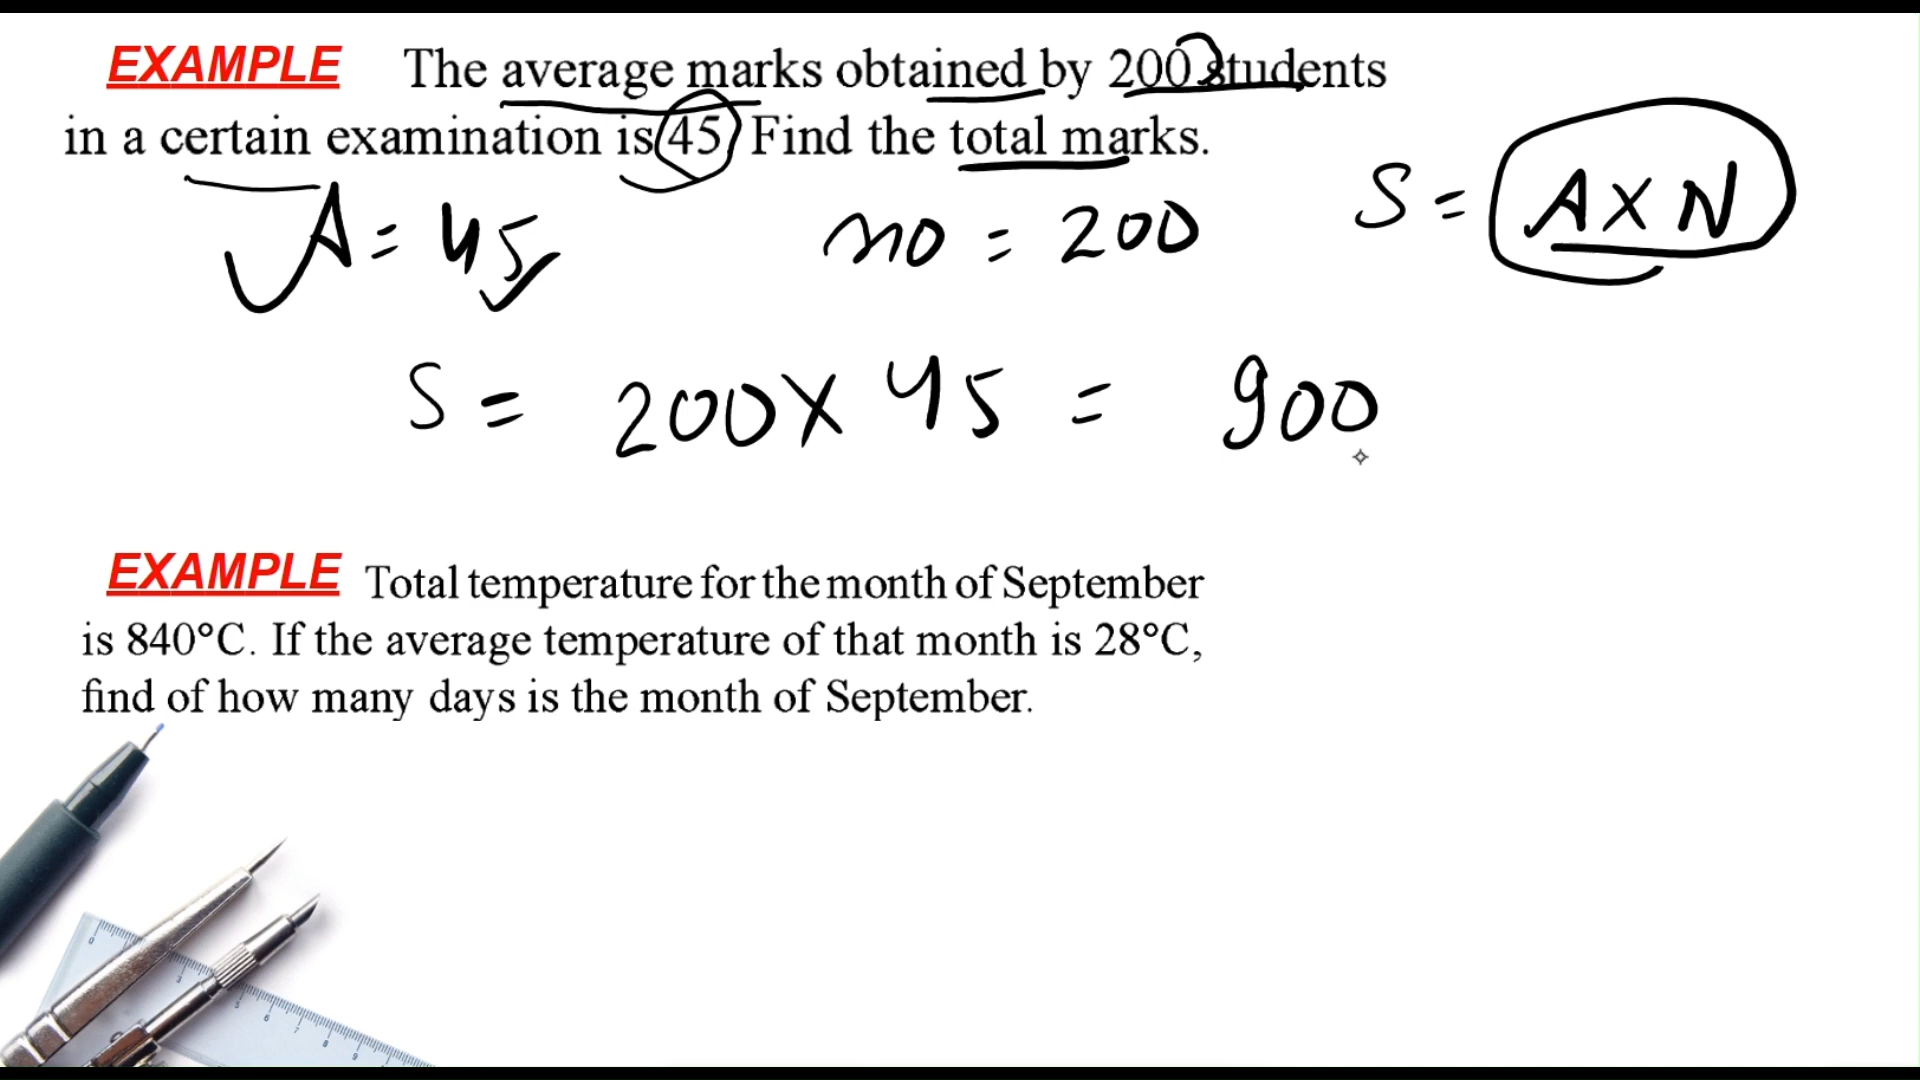 EXAMPLE The average marks obtained by 200 students
in a certain examination is 45 Find the total marks.
S = A X N
A = 45 no = 200
S = 200 X 45 = 900
EXAMPLE Total temperature for the month of September
is 840°C. If the average temperature of that month is 28°C,
find of how many days is the month of September.